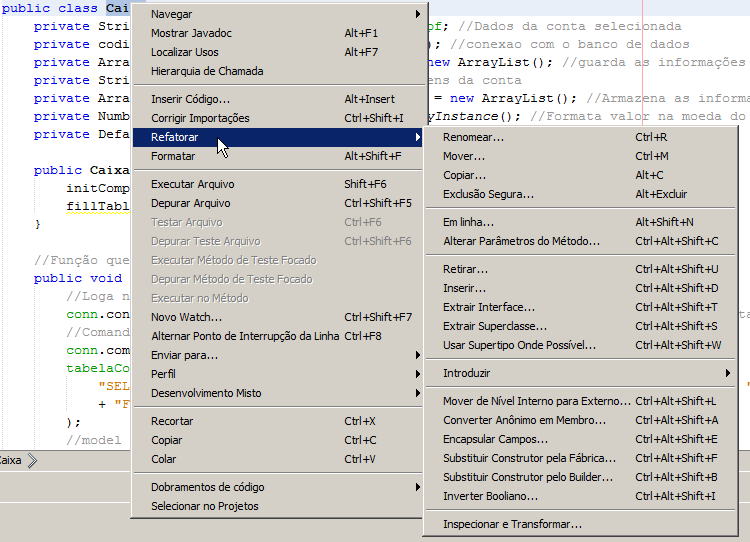 public class Cai
private Stri
of; //Dados da conta selecionada
private codi
); //conexao com o banco de dados
private Arra
new ArrayList(); //guarda as informações
private Stri
ens da conta
private Arra
= new ArrayList(); //Armazena as informa
private Numb
yInstance(); //Formata valor na moeda do
private Defa
public Caixa
initComp
fillTabl
}
//Função que
public void
//Loga n
conn.con
//Comand
conn.com
tabelaCo
"SEL
+ "F
);
//model
Caixa
Navegar
Mostrar Javadoc Alt+F1
Localizar Usos Alt+F7
Hierarquia de Chamada
Inserir Código... Alt+Insert
Corrigir Importações Ctrl+Shift+I
Refatorar
Formatar Alt+Shift+F
Executar Arquivo Shift+F6
Depurar Arquivo Ctrl+Shift+F5
Testar Arquivo Ctrl+F6
Depurar Teste Arquivo Ctrl+Shift+F6
Executar Método de Teste Focado
Depurar Método de Teste Focado
Executar no Método
Novo Watch... Ctrl+Shift+F7
Alternar Ponto de Interrupção da Linha Ctrl+F8
Enviar para...
Perfil
Desenvolvimento Misto
Recortar Ctrl+X
Copiar Ctrl+C
Colar Ctrl+V
Dobramentos de código
Selecionar no Projetos
Renomear... Ctrl+R
Mover... Ctrl+M
Copiar... Alt+C
Exclusão Segura... Alt+Excluir
Em linha... Alt+Shift+N
Alterar Parâmetros do Método... Ctrl+Alt+Shift+C
Retirar... Ctrl+Alt+Shift+U
Inserir... Ctrl+Alt+Shift+D
Extrair Interface... Ctrl+Alt+Shift+T
Extrair Superclasse... Ctrl+Alt+Shift+S
Usar Supertipo Onde Possível... Ctrl+Alt+Shift+W
Introduzir
Mover de Nível Interno para Externo... Ctrl+Alt+Shift+L
Converter Anônimo em Membro... Ctrl+Alt+Shift+A
Encapsular Campos... Ctrl+Alt+Shift+E
Substituir Construtor pela Fábrica... Ctrl+Alt+Shift+F
Substituir Construtor pelo Builder... Ctrl+Alt+Shift+B
Inverter Booliano... Ctrl+Alt+Shift+I
Inspecionar e Transformar...